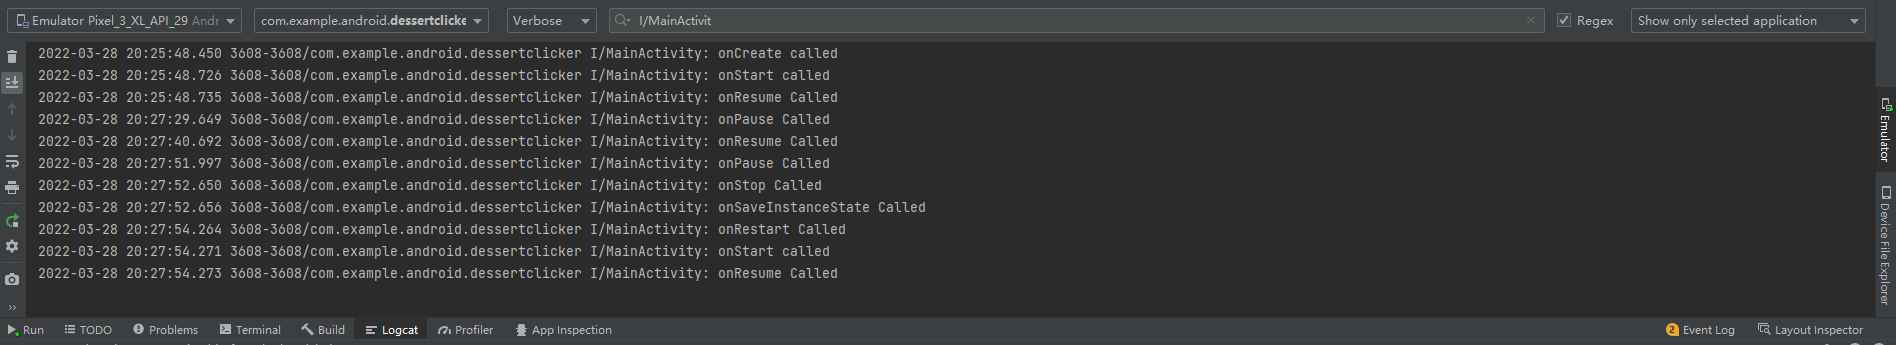 Emulator Pixel_3_XL_API_29 Andr com.example.android.dessertclicke Verbose I/MainActivit Regex Show only selected application
2022-03-28 20:25:48.450 3608-3608/com.example.android.dessertclicker I/MainActivity: onCreate called
2022-03-28 20:25:48.726 3608-3608/com.example.android.dessertclicker I/MainActivity: onStart called
2022-03-28 20:25:48.735 3608-3608/com.example.android.dessertclicker I/MainActivity: onResume Called
2022-03-28 20:27:29.649 3608-3608/com.example.android.dessertclicker I/MainActivity: onPause Called
2022-03-28 20:27:40.692 3608-3608/com.example.android.dessertclicker I/MainActivity: onResume Called
2022-03-28 20:27:51.997 3608-3608/com.example.android.dessertclicker I/MainActivity: onPause Called
2022-03-28 20:27:52.650 3608-3608/com.example.android.dessertclicker I/MainActivity: onStop Called
2022-03-28 20:27:52.656 3608-3608/com.example.android.dessertclicker I/MainActivity: onSaveInstanceState Called
2022-03-28 20:27:54.264 3608-3608/com.example.android.dessertclicker I/MainActivity: onRestart Called
2022-03-28 20:27:54.271 3608-3608/com.example.android.dessertclicker I/MainActivity: onStart called
2022-03-28 20:27:54.273 3608-3608/com.example.android.dessertclicker I/MainActivity: onResume Called
Emulator
Device File Explorer
Run TODO Problems Terminal Build Logcat Profiler App Inspection 2 Event Log Layout Inspector